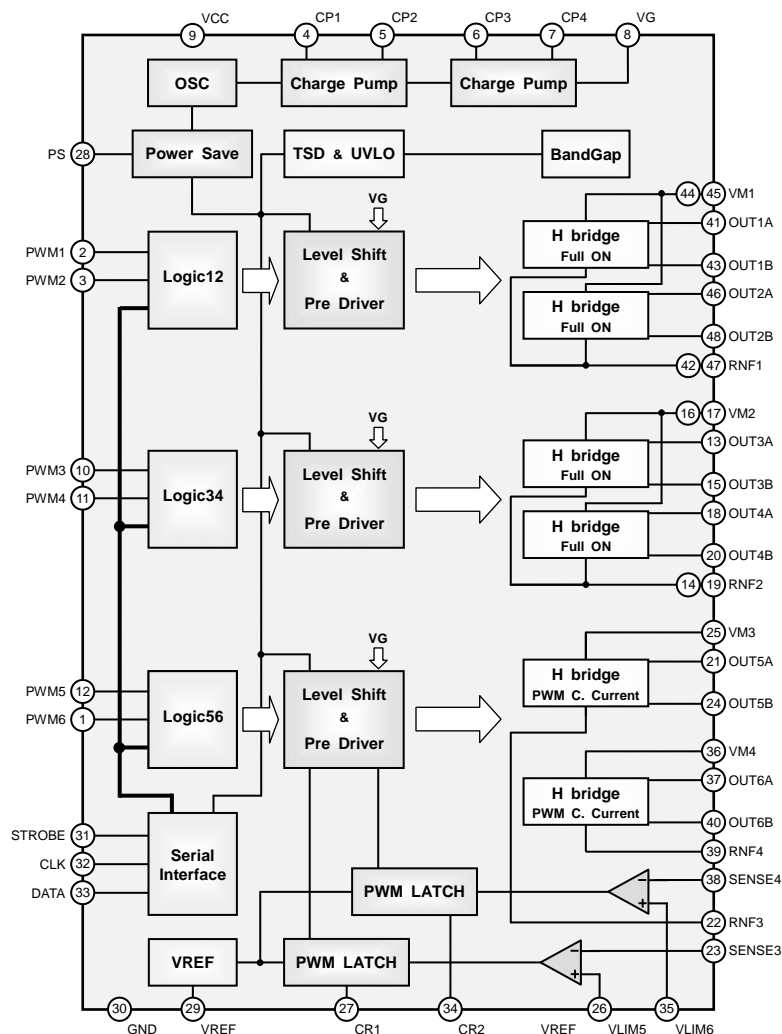 VCC CP1 CP2 CP3 CP4 VG
9 4 5 6 7 8
OSC Charge Pump Charge Pump
PS 28 Power Save TSD & UVLO BandGap
VG
44 45 VM1
PWM1 2
PWM2 3
Logic12
Level Shift
&
Pre Driver
H bridge
Full ON
41 OUT1A
43 OUT1B
H bridge
Full ON
46 OUT2A
48 OUT2B
42 47 RNF1
VG
16 17 VM2
PWM3 10
PWM4 11
Logic34
Level Shift
&
Pre Driver
H bridge
Full ON
13 OUT3A
15 OUT3B
H bridge
Full ON
18 OUT4A
20 OUT4B
14 19 RNF2
VG
25 VM3
PWM5 12
PWM6 1
Logic56
Level Shift
&
Pre Driver
H bridge
PWM C. Current
21 OUT5A
24 OUT5B
36 VM4
H bridge
PWM C. Current
37 OUT6A
40 OUT6B
39 RNF4
STROBE 31
CLK 32
DATA 33
Serial
Interface
PWM LATCH
-
+
38 SENSE4
22 RNF3
VREF PWM LATCH
-
+
23 SENSE3
30 29 27 34 26 35
GND VREF CR1 CR2 VREF VLIM5 VLIM6